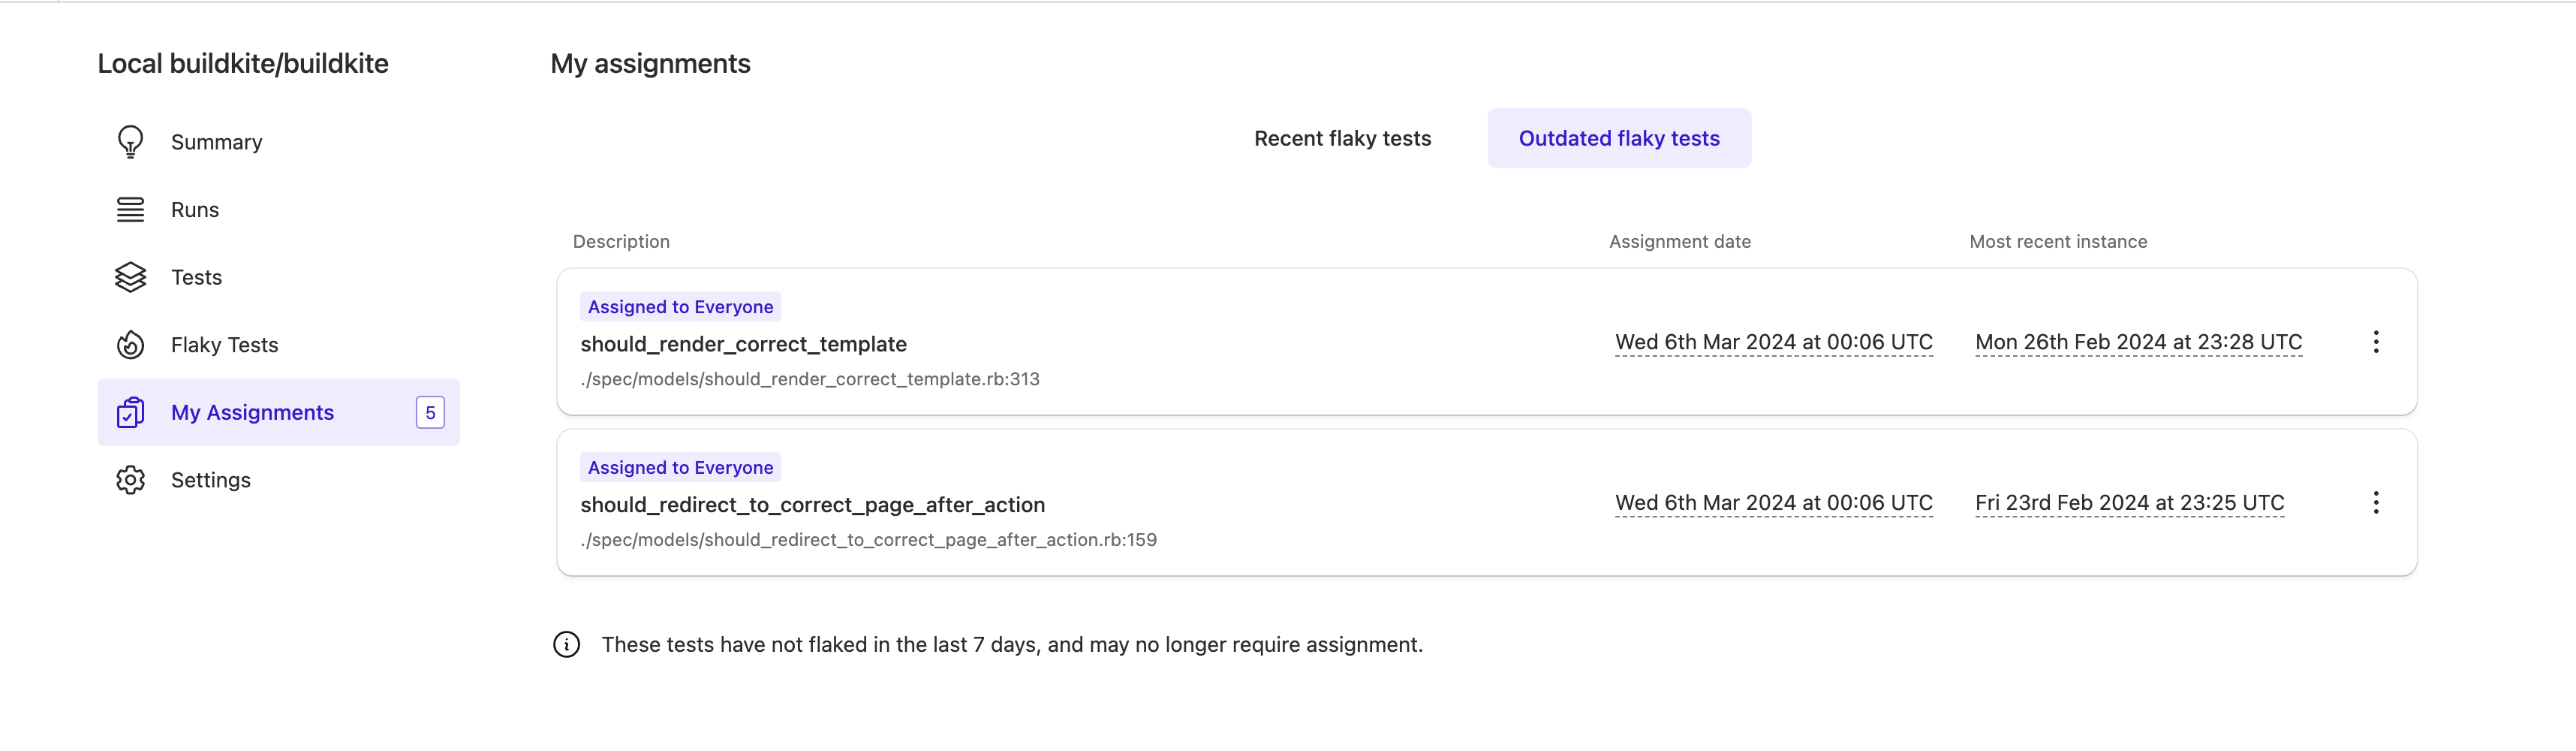 Local buildkite/buildkite
Summary
Runs
Tests
Flaky Tests
My Assignments 5
Settings
My assignments
Recent flaky tests Outdated flaky tests
Description Assignment date Most recent instance
Assigned to Everyone
should_render_correct_template
./spec/models/should_render_correct_template.rb:313
Wed 6th Mar 2024 at 00:06 UTC Mon 26th Feb 2024 at 23:28 UTC
Assigned to Everyone
should_redirect_to_correct_page_after_action
./spec/models/should_redirect_to_correct_page_after_action.rb:159
Wed 6th Mar 2024 at 00:06 UTC Fri 23rd Feb 2024 at 23:25 UTC
These tests have not flaked in the last 7 days, and may no longer require assignment.